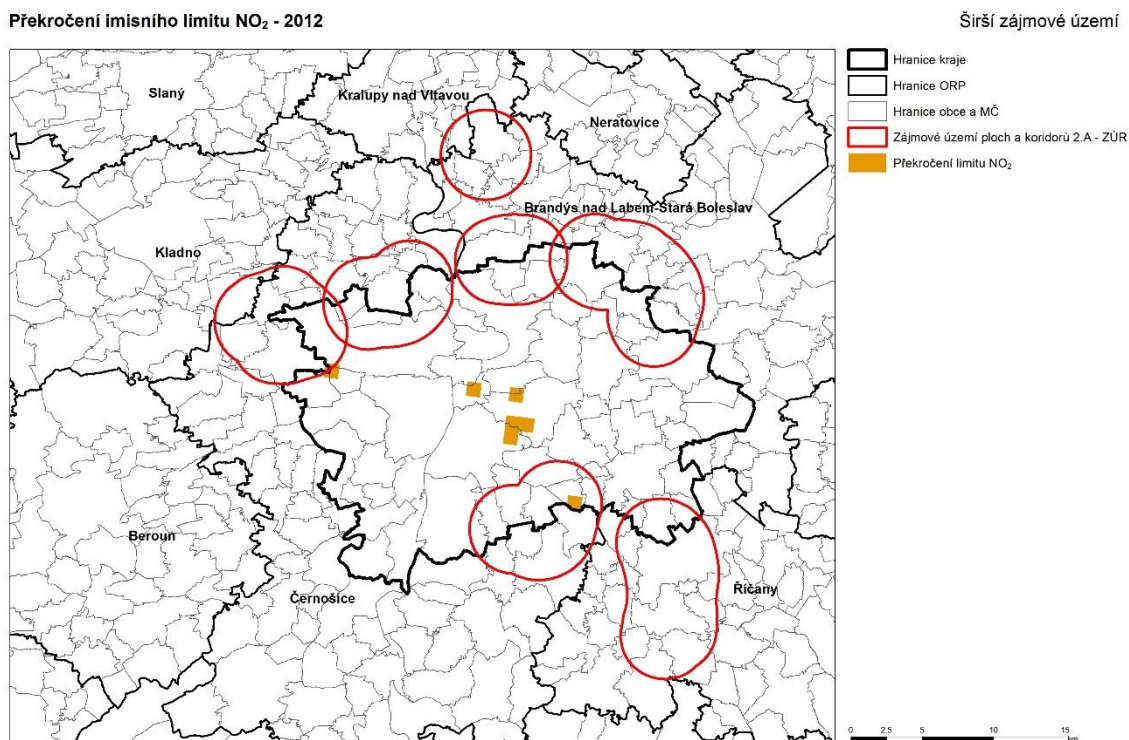 Překročení imisního limitu NO₂ - 2012
Širší zájmové území
Hranice kraje
Hranice ORP
Hranice obce a MČ
Zájmové území ploch a koridorů 2.A - ZÚR
Překročení limitu NO₂
Slaný
Kralupy nad Vltavou
Neratovice
Brandýs nad Labem-Stará Boleslav
Kladno
Beroun
Černošice
Říčany
0 2.5 5 10 15
km